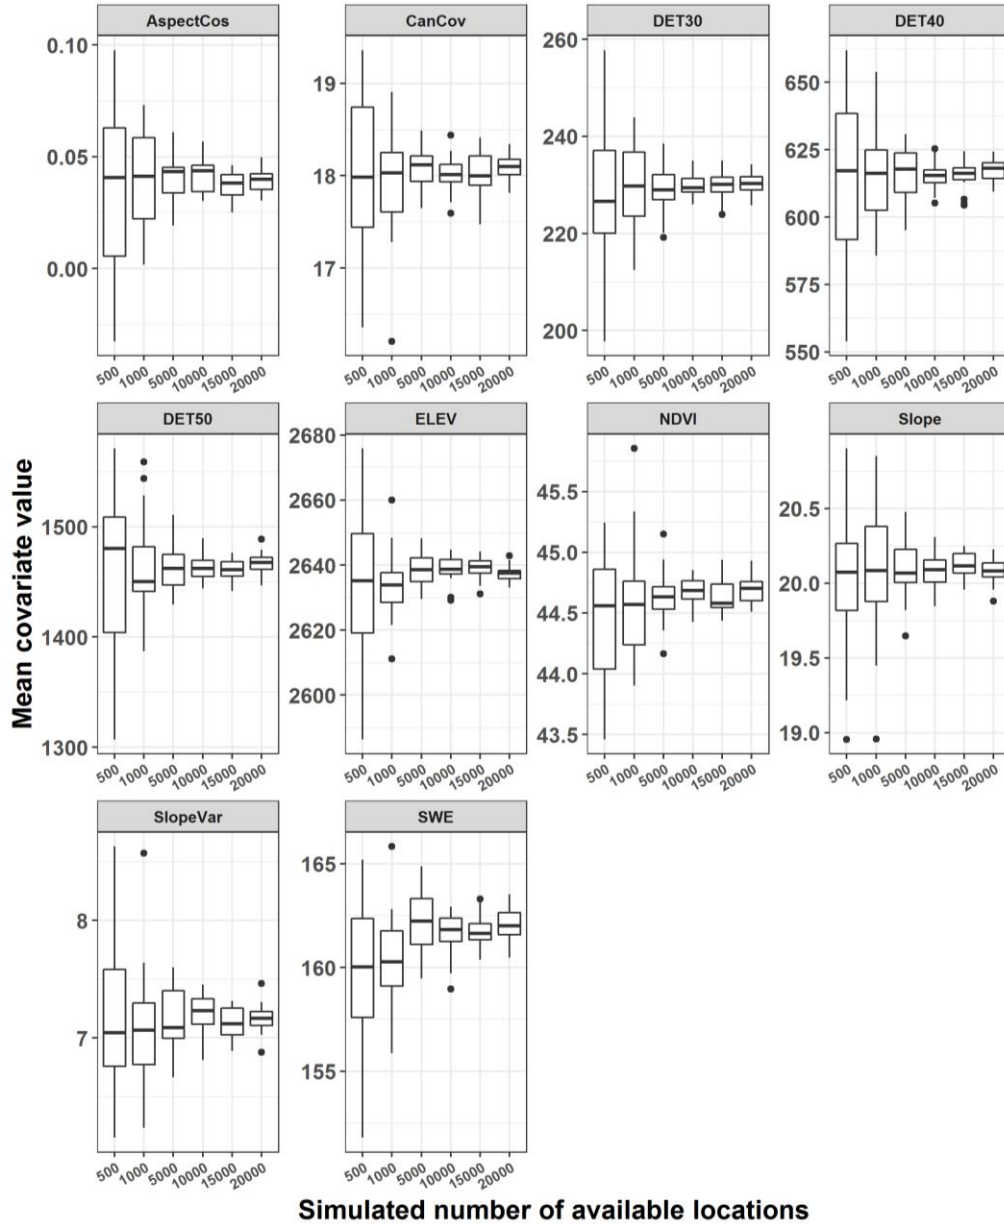 AspectCos CanCov DET30 DET40
0.10
0.05
0.00
19
18
17
260
240
220
200
650
625
600
575
550
500 1000 5000 10000 15000 20000
500 1000 5000 10000 15000 20000
500 1000 5000 10000 15000 20000
500 1000 5000 10000 15000 20000
Mean covariate value
DET50 ELEV NDVI Slope
1500
1400
1300
2680
2660
2640
2620
2600
45.5
45.0
44.5
44.0
43.5
20.5
20.0
19.5
19.0
500 1000 5000 10000 15000 20000
500 1000 5000 10000 15000 20000
500 1000 5000 10000 15000 20000
500 1000 5000 10000 15000 20000
SlopeVar SWE
8
7
165
160
155
500 1000 5000 10000 15000 20000
500 1000 5000 10000 15000 20000
Simulated number of available locations